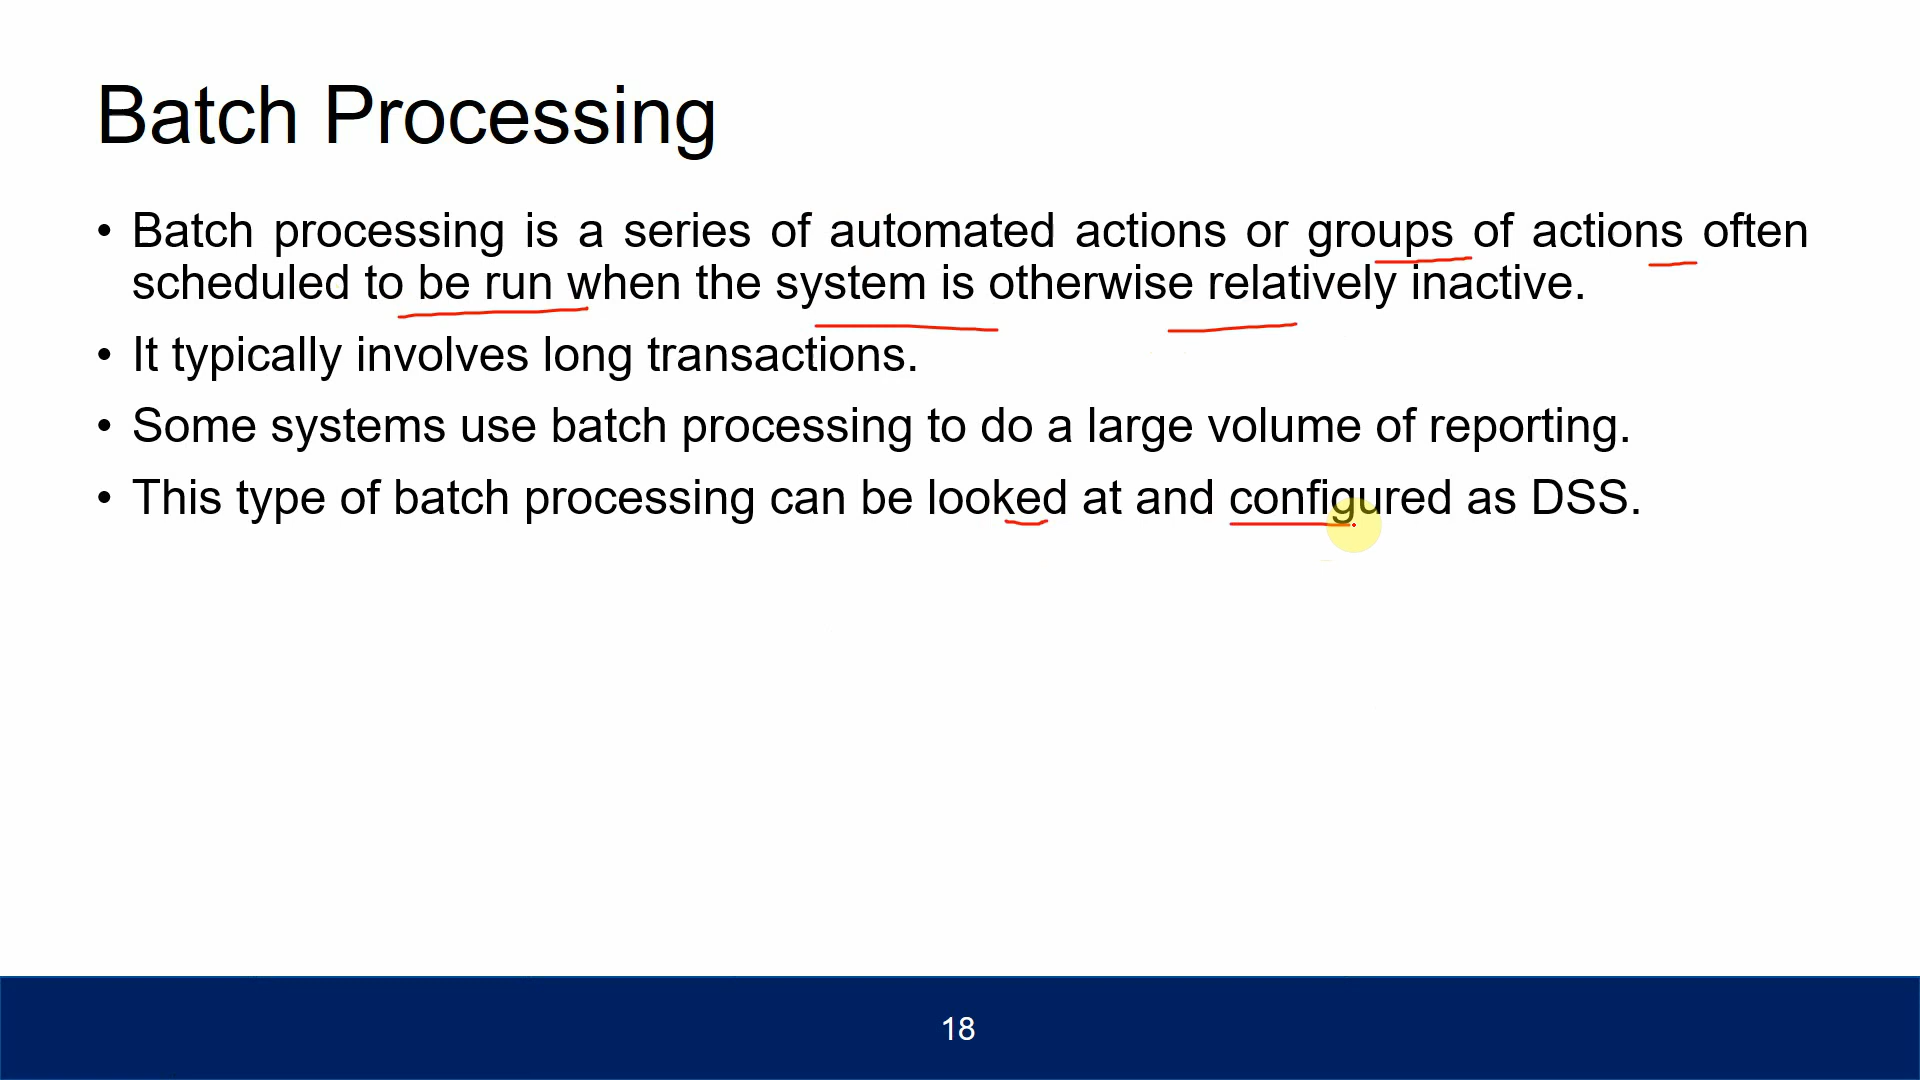 Batch Processing
• Batch processing is a series of automated actions or groups of actions often
scheduled to be run when the system is otherwise relatively inactive.
• It typically involves long transactions.
• Some systems use batch processing to do a large volume of reporting.
• This type of batch processing can be looked at and configured as DSS.
18